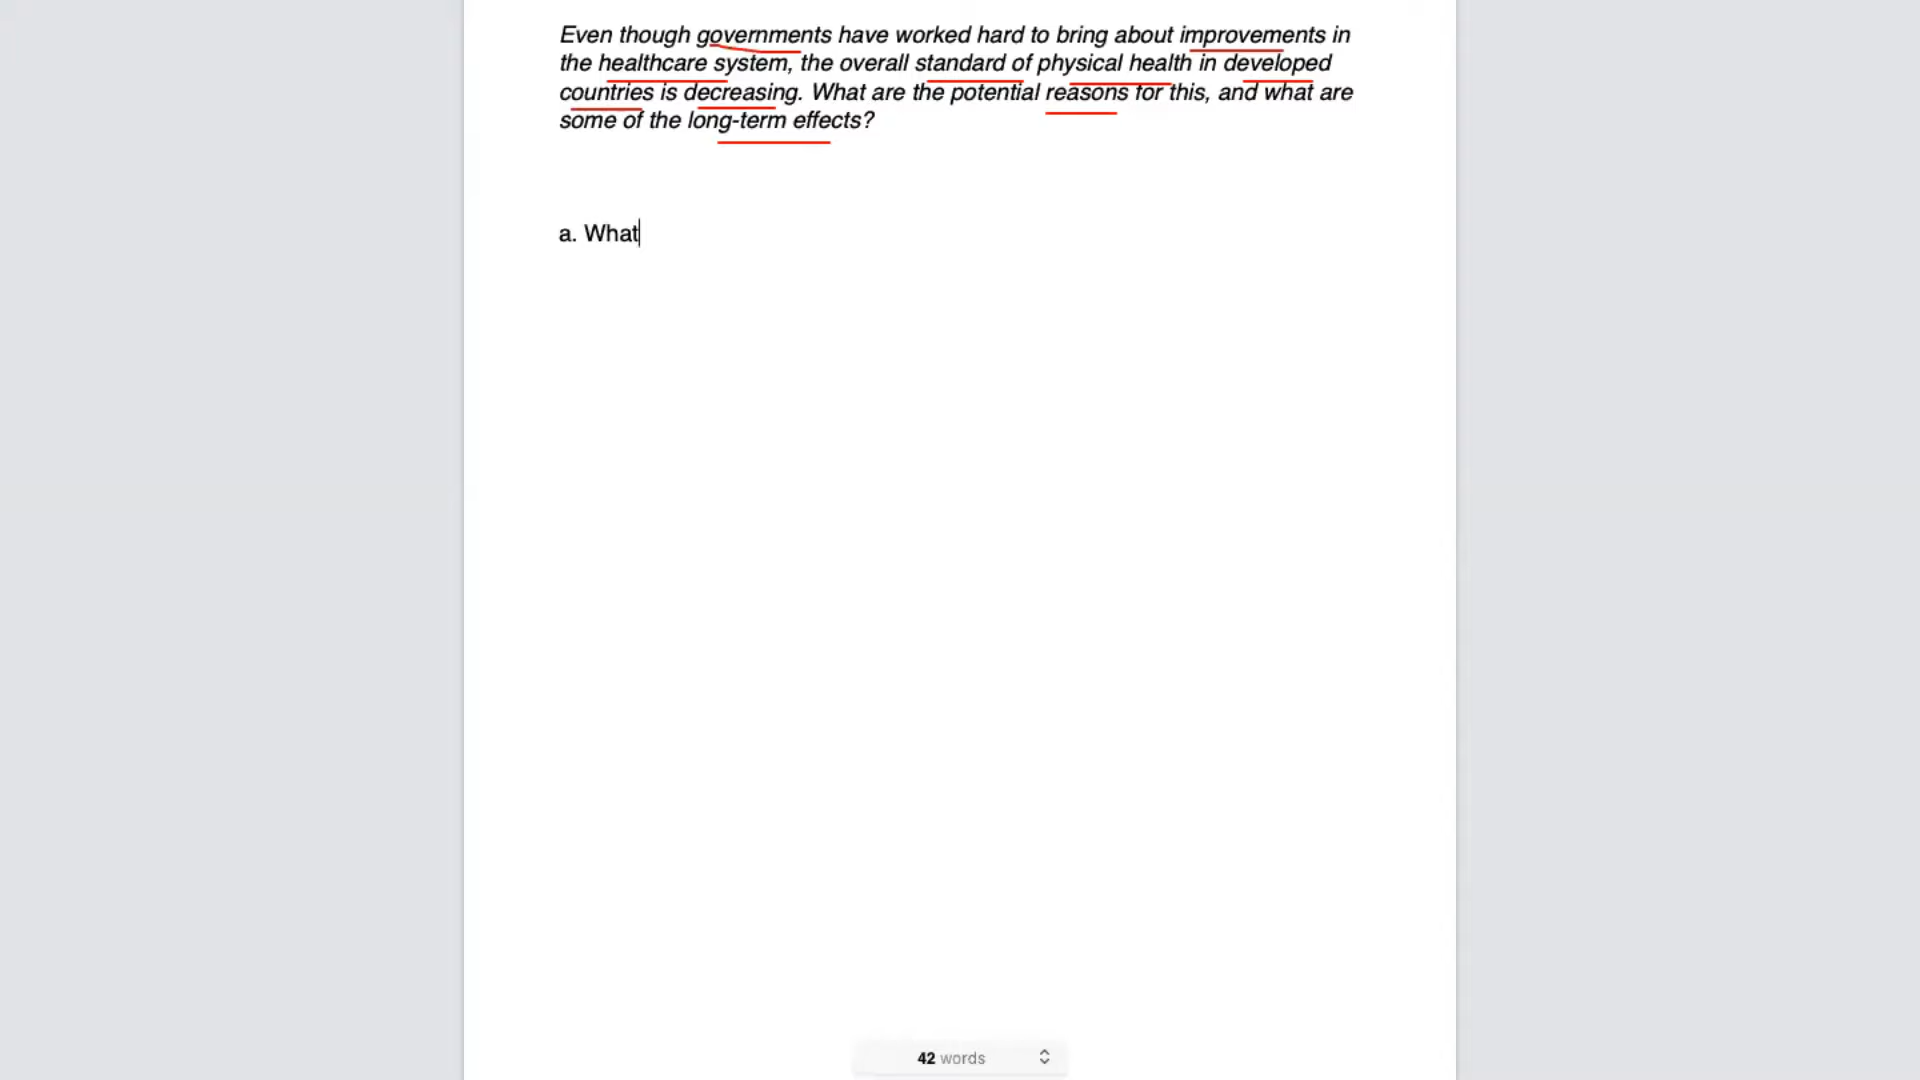 Even though governments have worked hard to bring about improvements in
the healthcare system, the overall standard of physical health in developed
countries is decreasing. What are the potential reasons for this, and what are
some of the long-term effects?
a. What
42 words